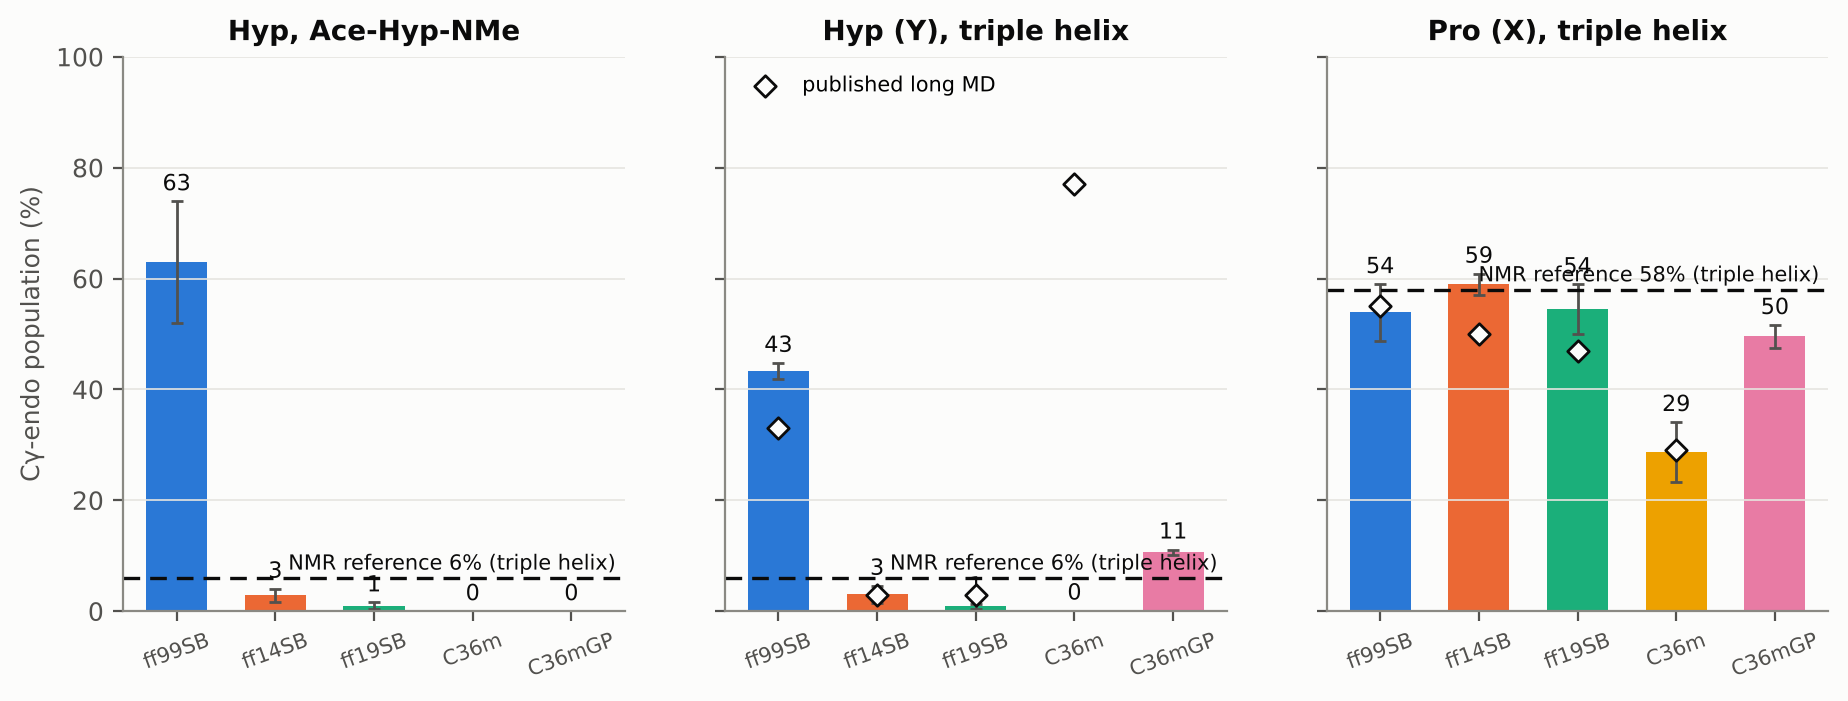 Hyp, Ace-Hyp-NMe
Hyp (Y), triple helix
Pro (X), triple helix
Cγ-endo population (%)
100
80
60
40
20
0
63
3
NMR reference 6% (triple helix)
1
0
0
ff99SB
ff14SB
ff19SB
C36m
C36mGP
published long MD
43
3
NMR reference 6% (triple helix)
1
0
11
ff99SB
ff14SB
ff19SB
C36m
C36mGP
54
59
54
NMR reference 58% (triple helix)
29
50
ff99SB
ff14SB
ff19SB
C36m
C36mGP